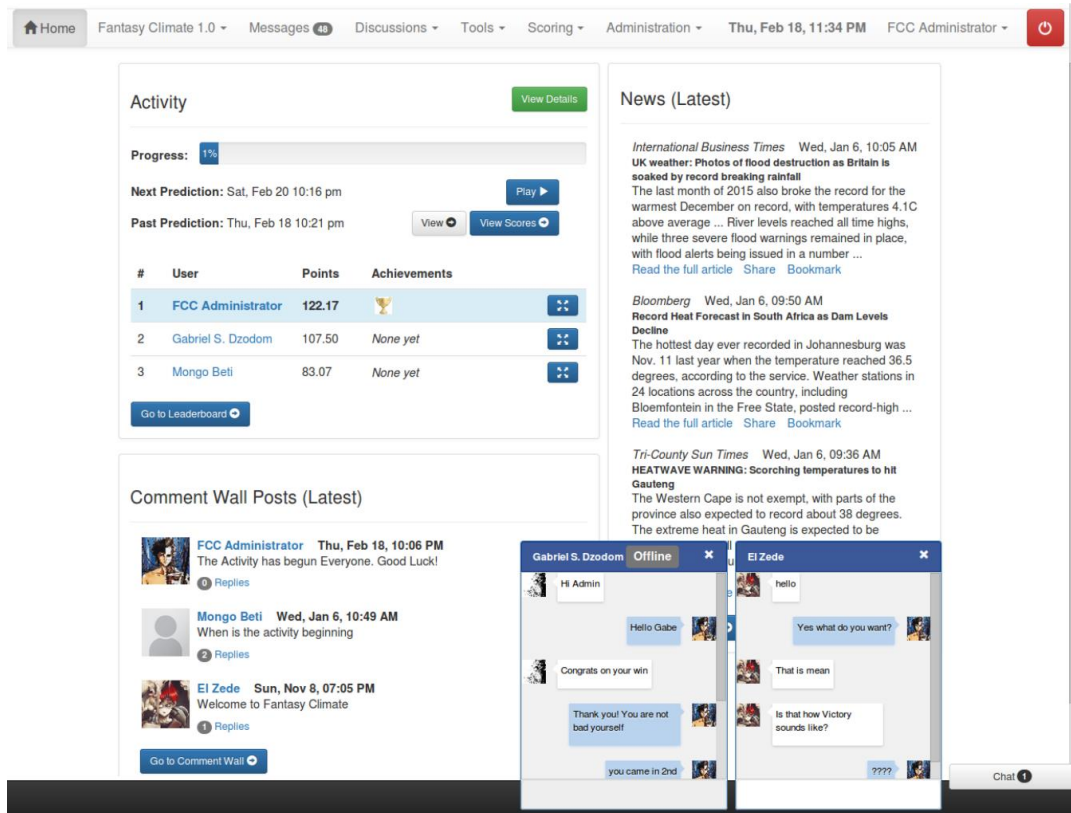 Home Fantasy Climate 1.0 Messages 48 Discussions Tools Scoring Administration Thu, Feb 18, 11:34 PM FCC Administrator
Activity
View Details
Progress: 1%
Next Prediction: Sat, Feb 20 10:16 pm
Play
Past Prediction: Thu, Feb 18 10:21 pm
View
View Scores
# User Points Achievements
1 FCC Administrator 122.17
2 Gabriel S. Dzodom 107.50 None yet
3 Mongo Beti 83.07 None yet
Go to Leaderboard
Comment Wall Posts (Latest)
FCC Administrator Thu, Feb 18, 10:06 PM
The Activity has begun Everyone. Good Luck!
0 Replies
Mongo Beti Wed, Jan 6, 10:49 AM
When is the activity beginning
2 Replies
El Zede Sun, Nov 8, 07:05 PM
Welcome to Fantasy Climate
1 Replies
Go to Comment Wall
News (Latest)
International Business Times Wed, Jan 6, 10:05 AM
UK weather: Photos of flood destruction as Britain is
soaked by record breaking rainfall
The last month of 2015 also broke the record for the
warmest December on record, with temperatures 4.1C
above average ... River levels reached all time highs,
while three severe flood warnings remained in place,
with flood alerts being issued in a number ...
Read the full article Share Bookmark
Bloomberg Wed, Jan 6, 09:50 AM
Record Heat Forecast in South Africa as Dam Levels
Decline
The hottest day ever recorded in Johannesburg was
Nov. 11 last year when the temperature reached 36.5
degrees, according to the service. Weather stations in
24 locations across the country, including
Bloemfontein in the Free State, posted record-high ...
Read the full article Share Bookmark
Tri-County Sun Times Wed, Jan 6, 09:36 AM
HEATWAVE WARNING: Scorching temperatures to hit
Gauteng
The Western Cape is not exempt, with parts of the
province also expected to record about 38 degrees.
The extreme heat in Gauteng is expected to be
Gabriel S. Dzodom Offline ×
Hi Admin
Hello Gabe
Congrats on your win
Thank you! You are not
bad yourself
you came in 2nd
El Zede ×
hello
Yes what do you want?
That is mean
Is that how Victory
sounds like?
????
Chat 1